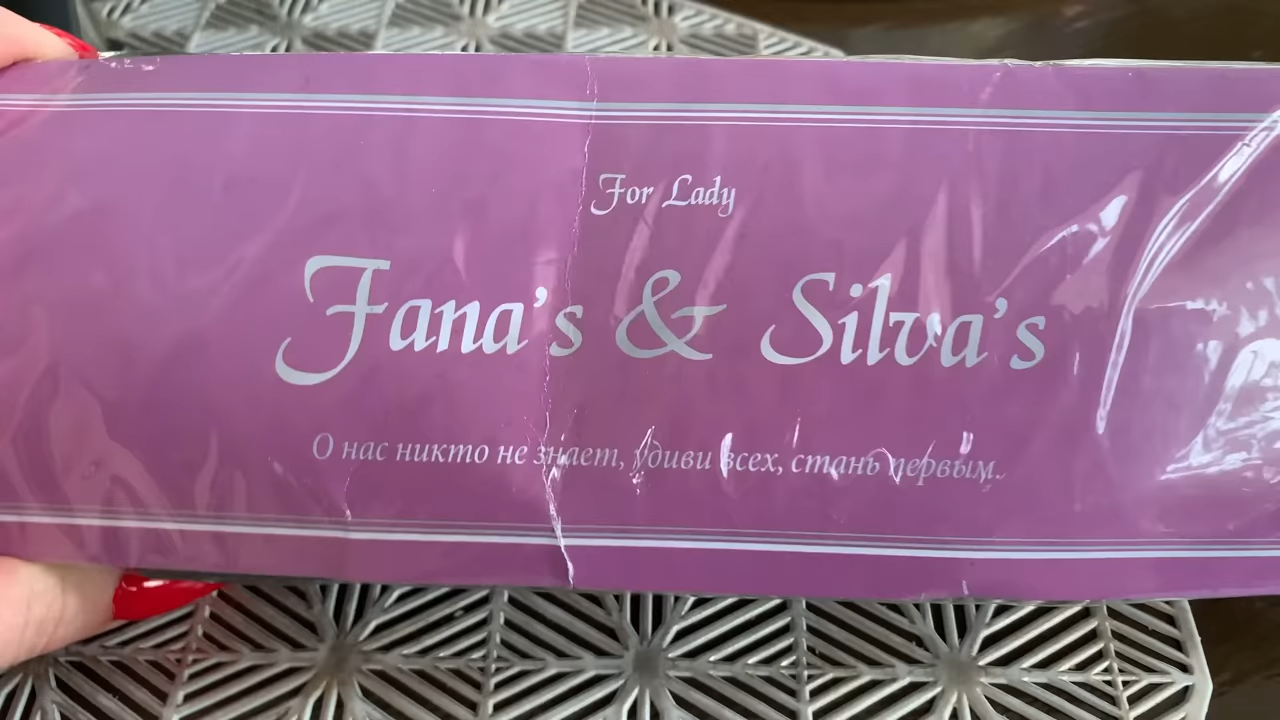 For Lady
Fana's & Silva's
О нас никто не знает, удиви всех, стань первым.